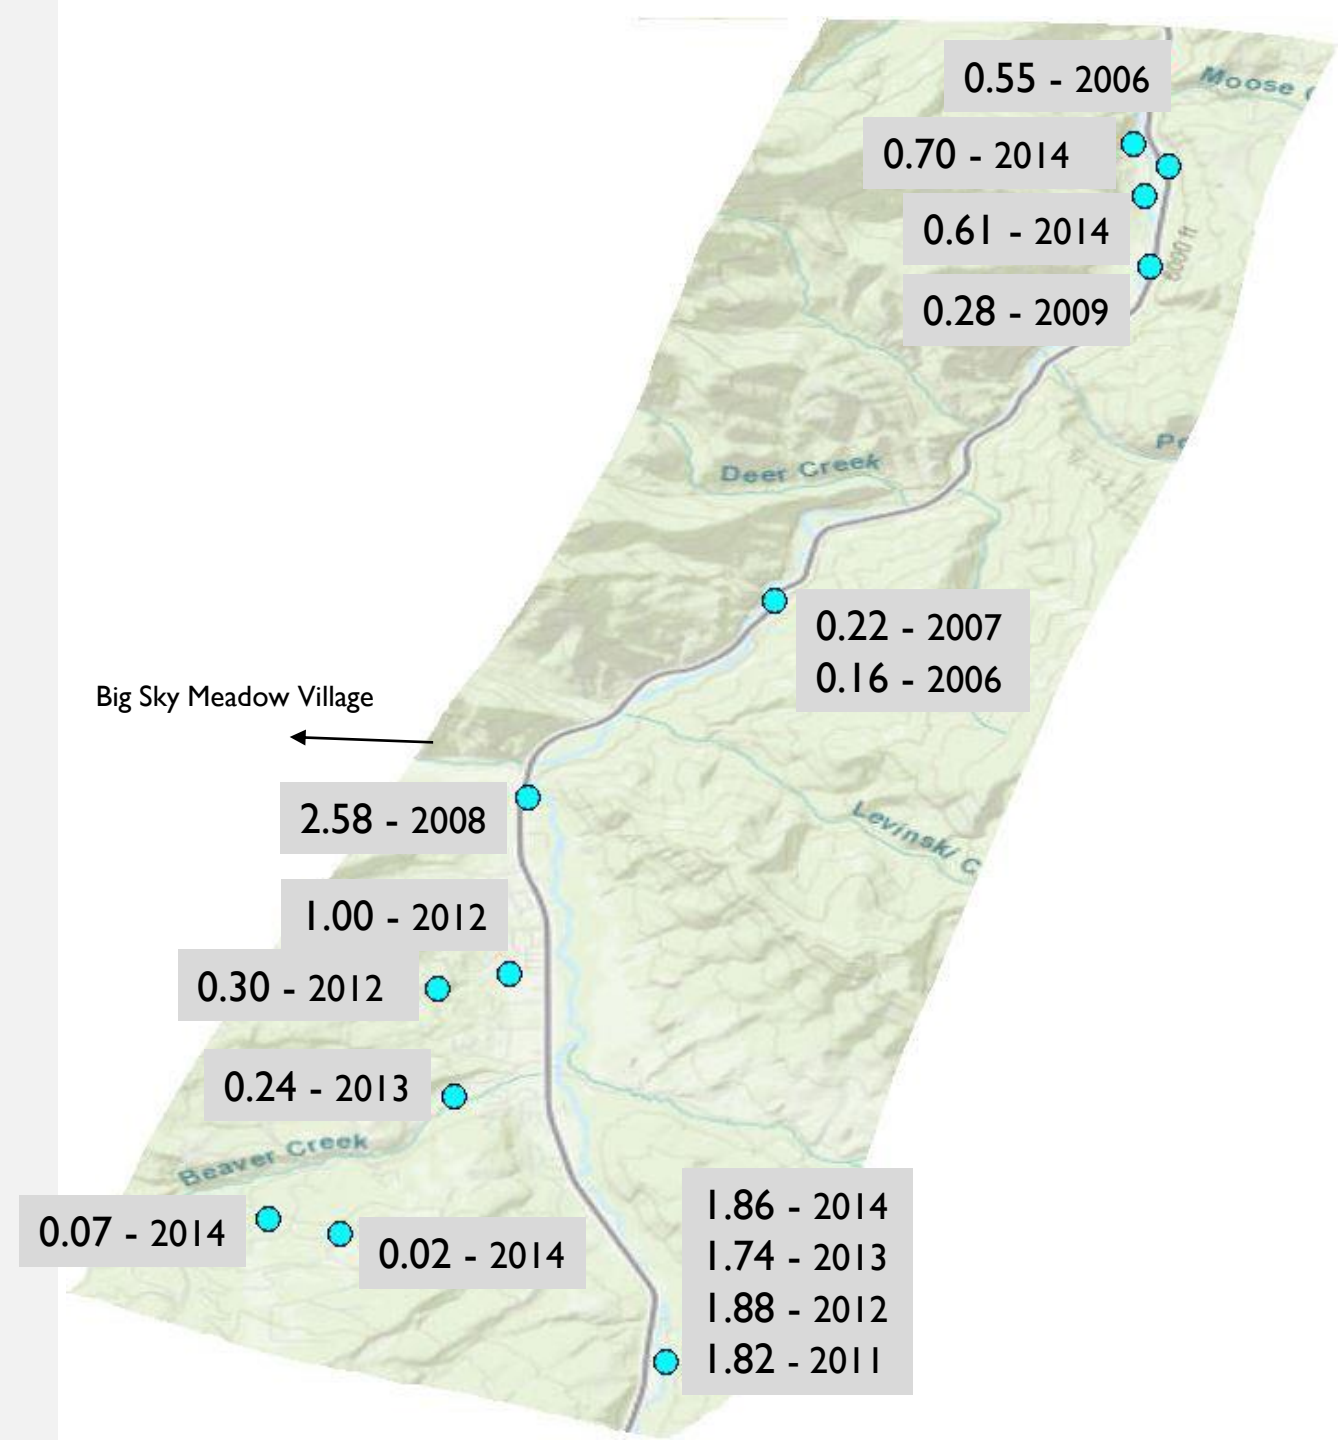 0.55 - 2006
Moose
0.70 - 2014
0.61 - 2014
6000 ft
0.28 - 2009
Deer Creek
0.22 - 2007
0.16 - 2006
Big Sky Meadow Village
2.58 - 2008
Levinski C
1.00 - 2012
0.30 - 2012
0.24 - 2013
Beaver Creek
0.07 - 2014
0.02 - 2014
1.86 - 2014
1.74 - 2013
1.88 - 2012
1.82 - 2011